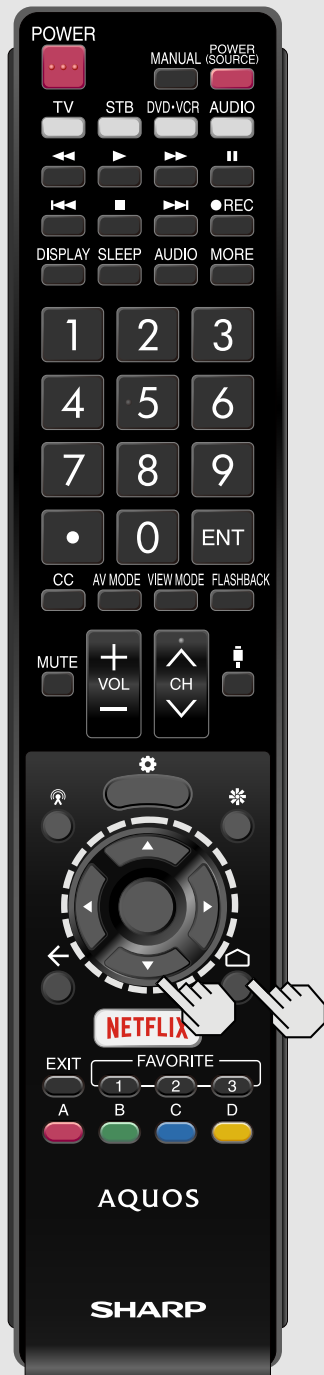 POWER
MANUAL POWER (SOURCE)
TV STB DVD•VCR AUDIO
●REC
DISPLAY SLEEP AUDIO MORE
1 2 3
4 5 6
7 8 9
• 0 ENT
CC AV MODE VIEW MODE FLASHBACK
MUTE + VOL − CH
NETFLIX
EXIT FAVORITE
1 2 3
A B C D
AQUOS
SHARP